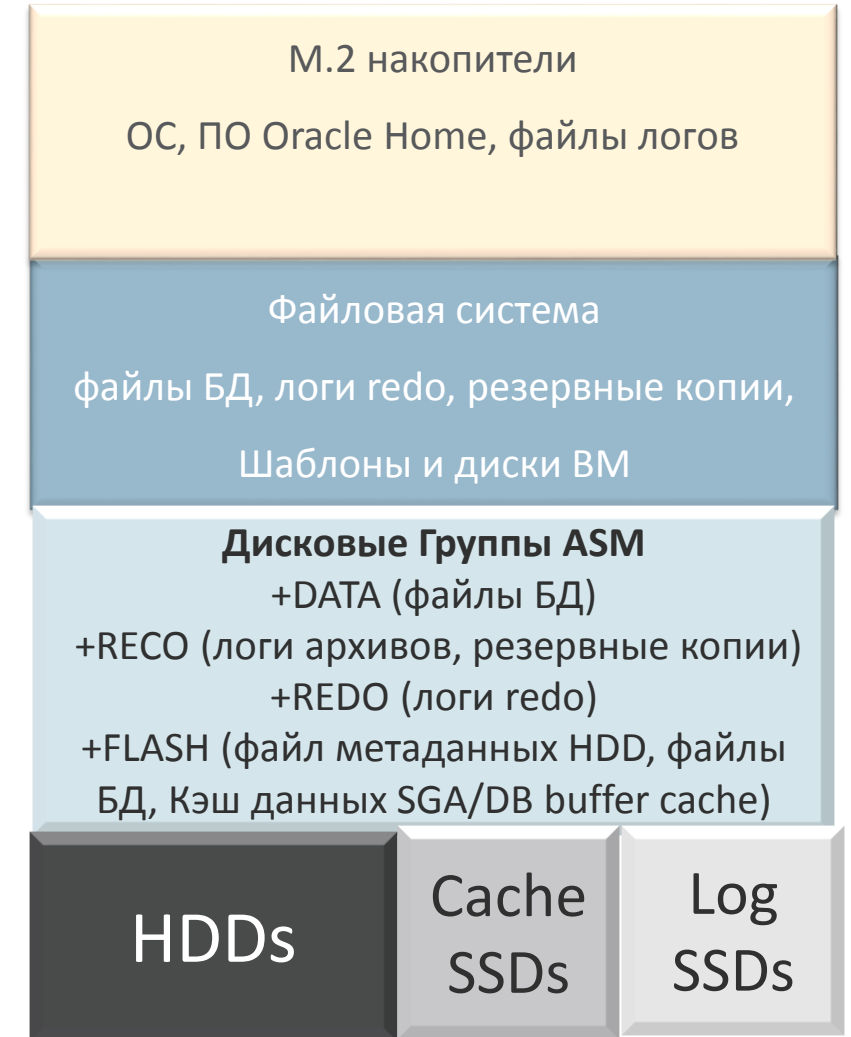 М.2 накопители
ОС, ПО Oracle Home, файлы логов
Файловая система
файлы БД, логи redo, резервные копии,
Шаблоны и диски ВМ
Дисковые Группы ASM
+DATA (файлы БД)
+RECO (логи архивов, резервные копии)
+REDO (логи redo)
+FLASH (файл метаданных HDD, файлы
БД, Кэш данных SGA/DB buffer cache)
HDDs
Cache
SSDs
Log
SSDs